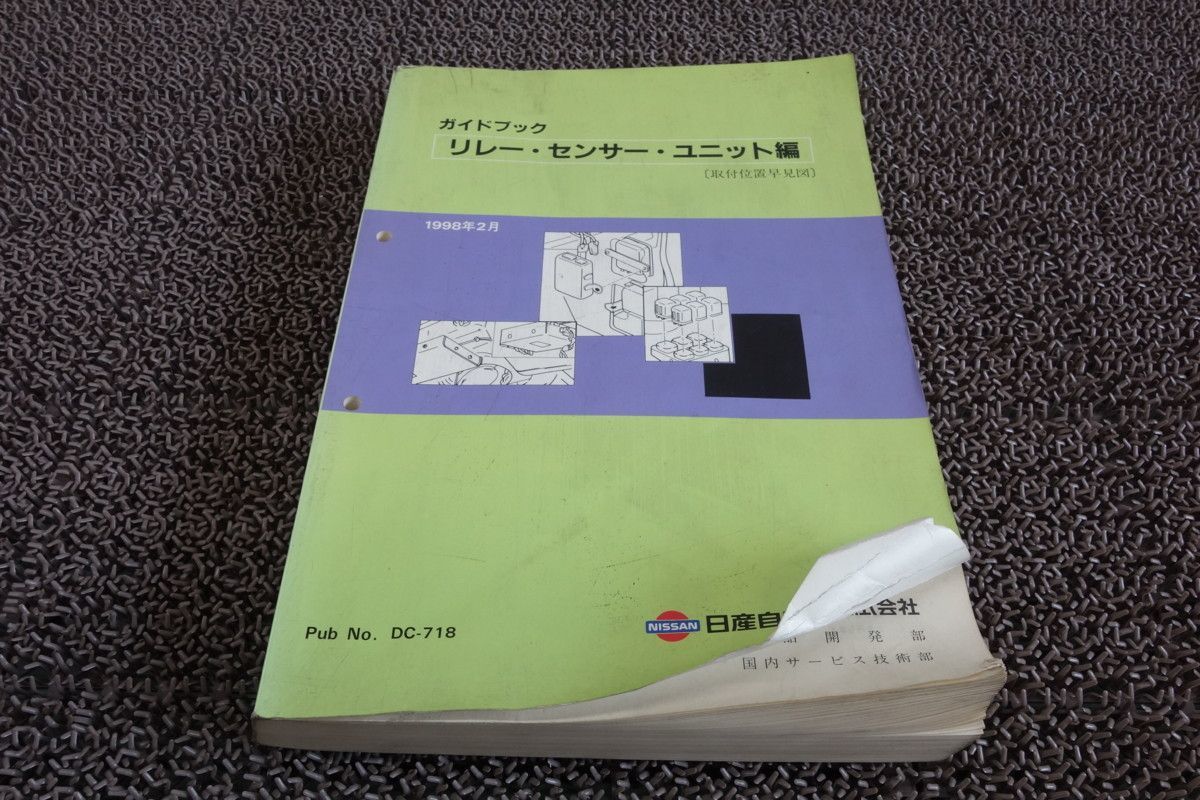 ガイドブック
リレー・センサー・ユニット編
〔取付位置早見図〕
1998年2月
Pub No. DC-718
NISSAN 日産自 式会社
開発部
国内サービス技術部